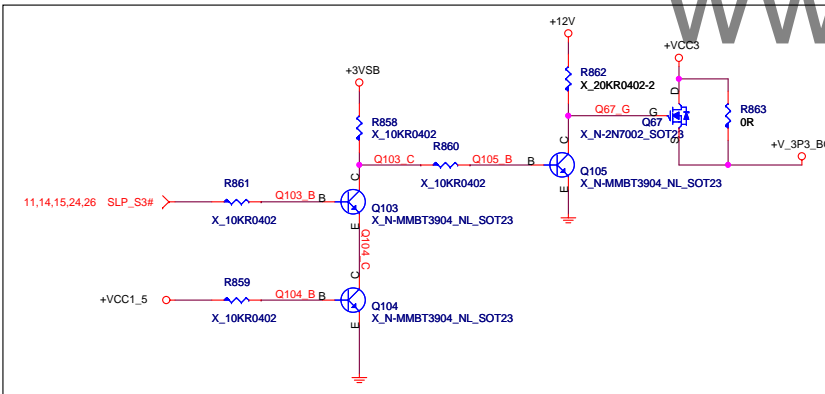 WW
+12V
+VCC3
+3VSB
R862
X_20KR0402-2
D
R863
0R
R858
X_10KR0402
Q67_G
G
Q67
X_N-2N7002_SOT23
S
R860
C
Q103_C
Q105_B
B
Q105
+V_3P3_B
X_10KR0402
X_N-MMBT3904_NL_SOT23
E
R861
C
11,14,15,24,26 SLP_S3#
Q103_B
B
Q103
X_10KR0402
X_N-MMBT3904_NL_SOT23
E
Q104_C
R859
C
+VCC1_5
Q104_B
B
Q104
X_10KR0402
X_N-MMBT3904_NL_SOT23
E